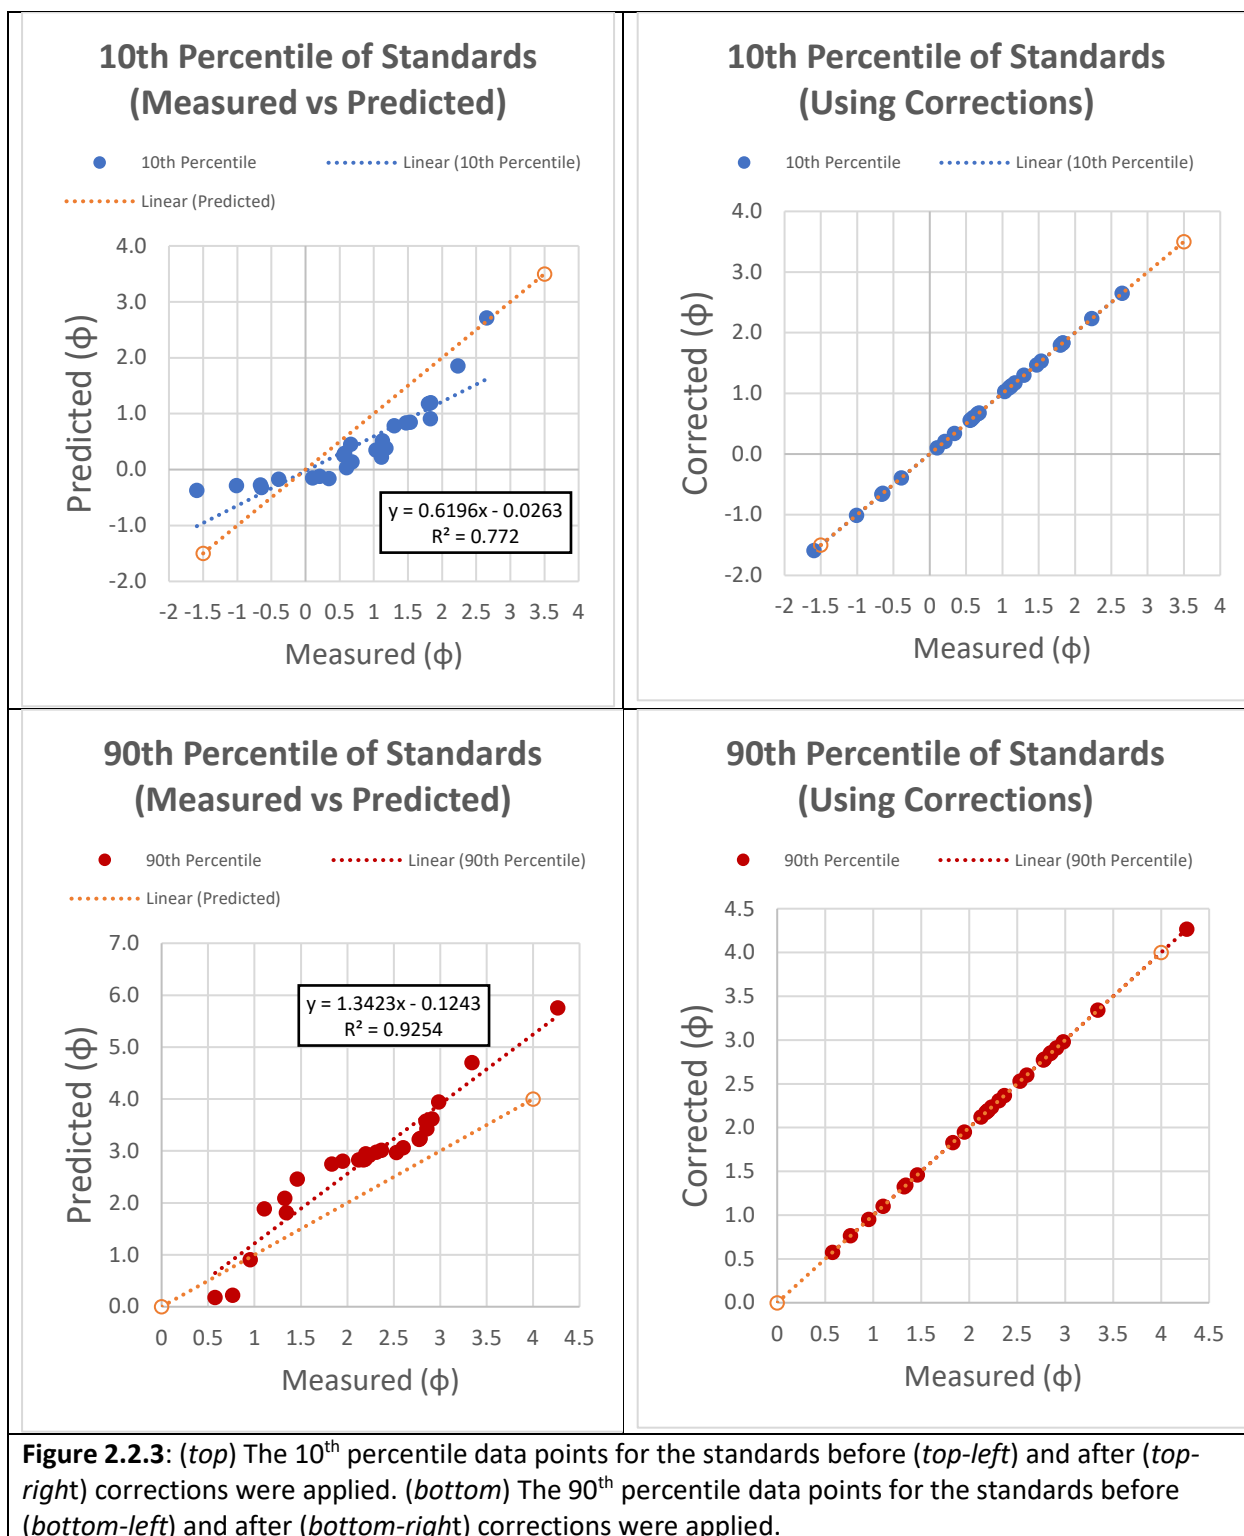 10th Percentile of Standards
(Measured vs Predicted)
10th Percentile
Linear (10th Percentile)
Linear (Predicted)
4.0
3.0
2.0
1.0
0.0
-1.0
-2.0
Predicted (ϕ)
y = 0.6196x - 0.0263
R² = 0.772
-2 -1.5 -1 -0.5 0 0.5 1 1.5 2 2.5 3 3.5 4
Measured (ϕ)
10th Percentile of Standards
(Using Corrections)
10th Percentile
Linear (10th Percentile)
4.0
3.0
2.0
1.0
0.0
-1.0
-2.0
Corrected (ϕ)
-2 -1.5 -1 -0.5 0 0.5 1 1.5 2 2.5 3 3.5 4
Measured (ϕ)
90th Percentile of Standards
(Measured vs Predicted)
90th Percentile
Linear (90th Percentile)
Linear (Predicted)
7.0
6.0
5.0
4.0
3.0
2.0
1.0
0.0
Predicted (ϕ)
y = 1.3423x - 0.1243
R² = 0.9254
0 0.5 1 1.5 2 2.5 3 3.5 4 4.5
Measured (ϕ)
90th Percentile of Standards
(Using Corrections)
90th Percentile
Linear (90th Percentile)
4.5
4.0
3.5
3.0
2.5
2.0
1.5
1.0
0.5
0.0
Corrected (ϕ)
0 0.5 1 1.5 2 2.5 3 3.5 4 4.5
Measured (ϕ)
Figure 2.2.3: (top) The 10th percentile data points for the standards before (top-left) and after (top-
right) corrections were applied. (bottom) The 90th percentile data points for the standards before
(bottom-left) and after (bottom-right) corrections were applied.